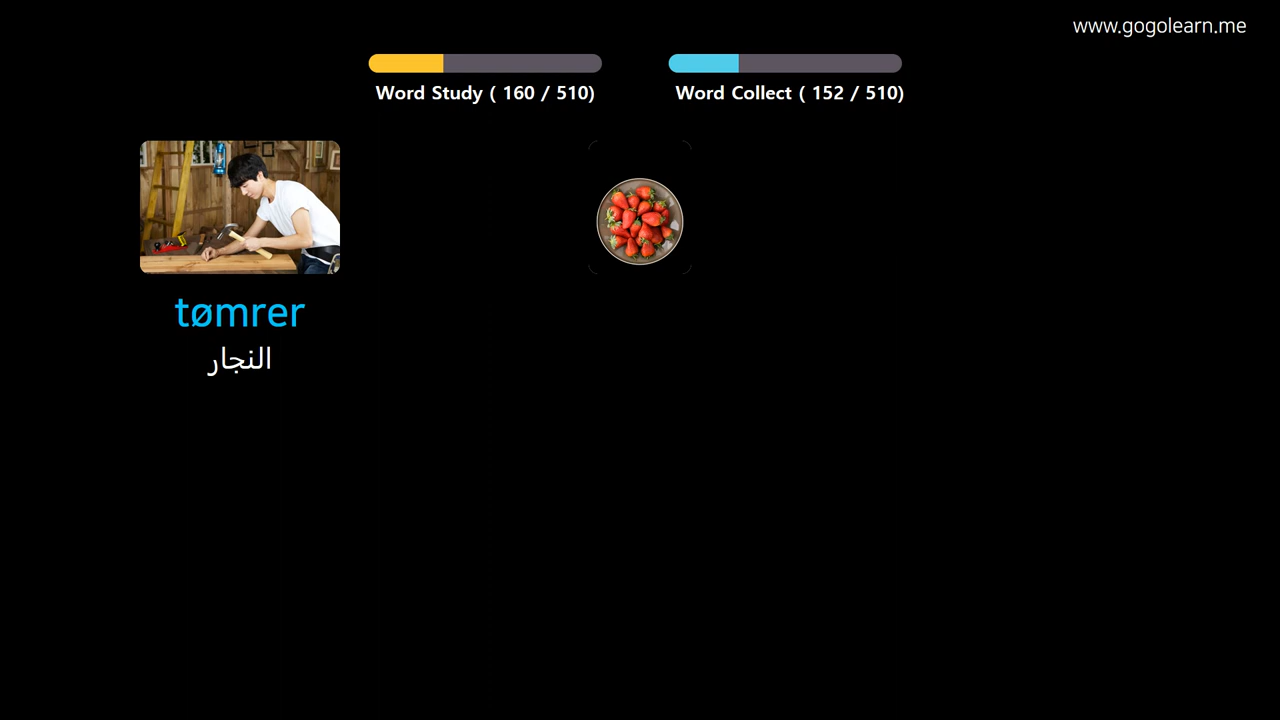 www.gogolearn.me
Word Study ( 160 / 510)
Word Collect ( 152 / 510)
tømrer
النجار